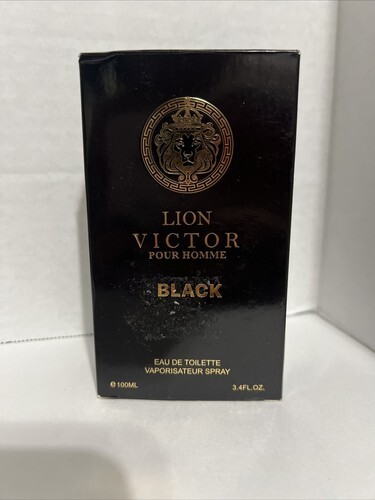 LION
VICTOR
POUR HOMME
BLACK
EAU DE TOILETTE
VAPORISATEUR SPRAY
℮100ML
3.4FL.OZ.